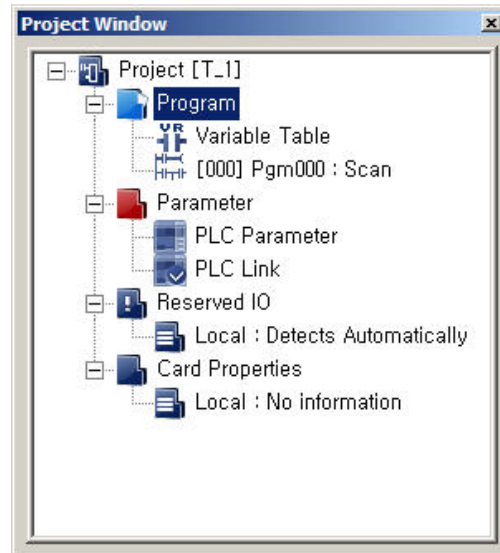 Project Window
Project [T_1]
Program
Variable Table
[000] Pgm000 : Scan
Parameter
PLC Parameter
PLC Link
Reserved IO
Local : Detects Automatically
Card Properties
Local : No information